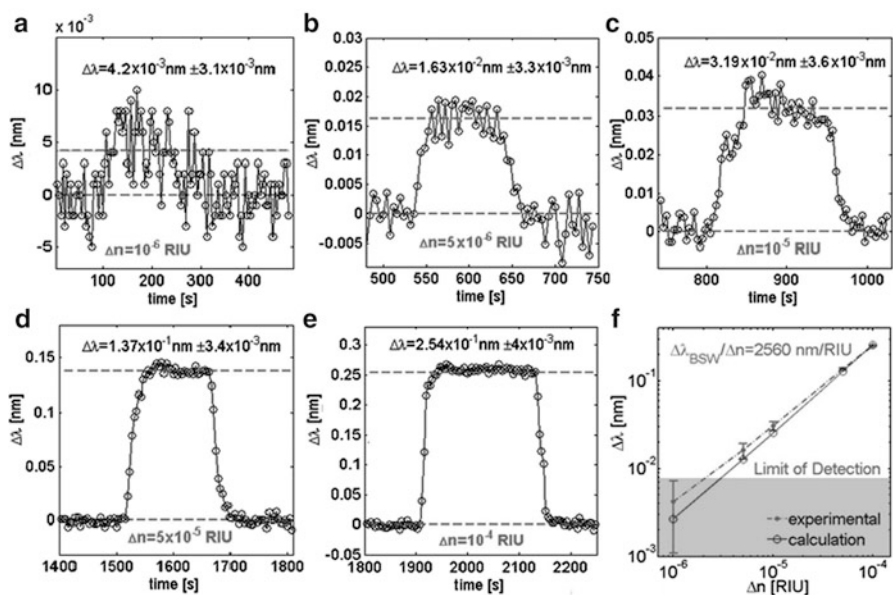 a
x 10⁻³
Δλ=4.2x10⁻³nm ±3.1x10⁻³nm
10
5
0
-5
Δλ [nm]
Δn=10⁻⁶ RIU
100 200 300 400
time [s]
b
0.03
Δλ=1.63x10⁻²nm ±3.3x10⁻³nm
0.025
0.02
0.015
0.01
0.005
0
-0.005
Δλ [nm]
Δn=5x10⁻⁶ RIU
500 550 600 650 700 750
time [s]
c
0.05
Δλ=3.19x10⁻²nm ±3.6x10⁻³nm
0.04
0.03
0.02
0.01
0
Δλ [nm]
Δn=10⁻⁵ RIU
800 900 1000
time [s]
d
0.2
Δλ=1.37x10⁻¹nm ±3.4x10⁻³nm
0.15
0.1
0.05
0
Δλ [nm]
Δn=5x10⁻⁵ RIU
1400 1500 1600 1700 1800
time [s]
e
0.35
Δλ=2.54x10⁻¹nm ±4x10⁻³nm
0.3
0.25
0.2
0.15
0.1
0.05
0
-0.05
Δλ [nm]
Δn=10⁻⁴ RIU
1800 1900 2000 2100 2200
time [s]
f
Δλ_BSW/Δn=2560 nm/RIU
10⁻¹
10⁻²
10⁻³
Δλ [nm]
Limit of Detection
experimental
calculation
10⁻⁶ 10⁻⁵ 10⁻⁴
Δn [RIU]